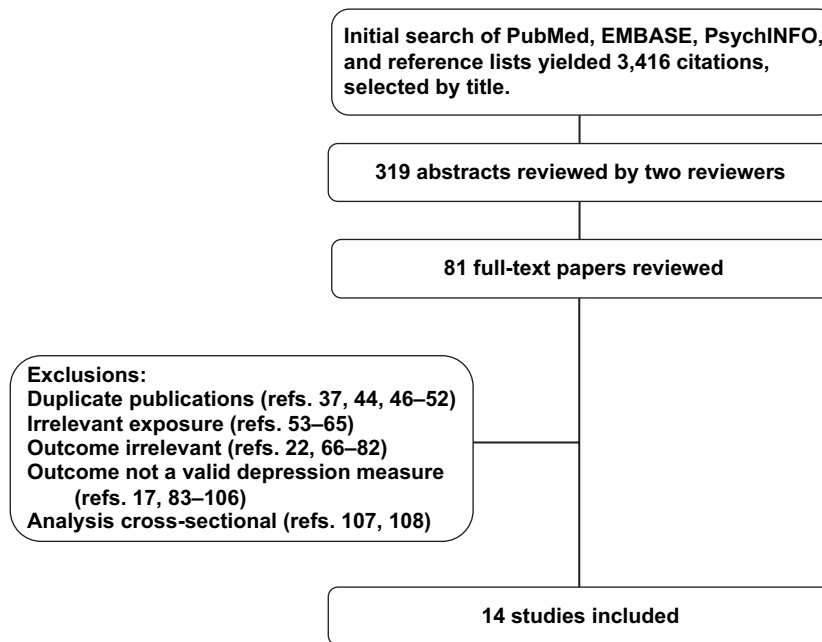 Initial search of PubMed, EMBASE, PsychINFO,
and reference lists yielded 3,416 citations,
selected by title.
319 abstracts reviewed by two reviewers
81 full-text papers reviewed
Exclusions:
Duplicate publications (refs. 37, 44, 46–52)
Irrelevant exposure (refs. 53–65)
Outcome irrelevant (refs. 22, 66–82)
Outcome not a valid depression measure
(refs. 17, 83–106)
Analysis cross-sectional (refs. 107, 108)
14 studies included